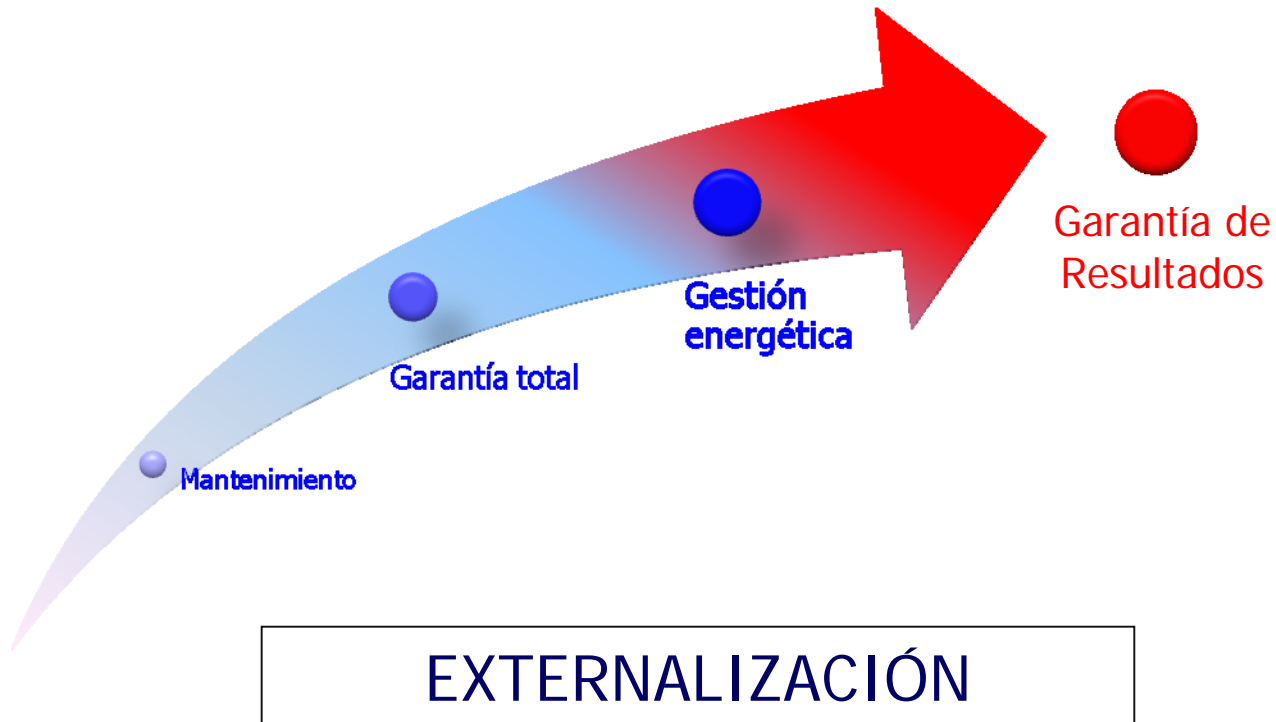 Garantía de
Resultados
Gestión
energética
Garantía total
Mantenimiento
EXTERNALIZACIÓN